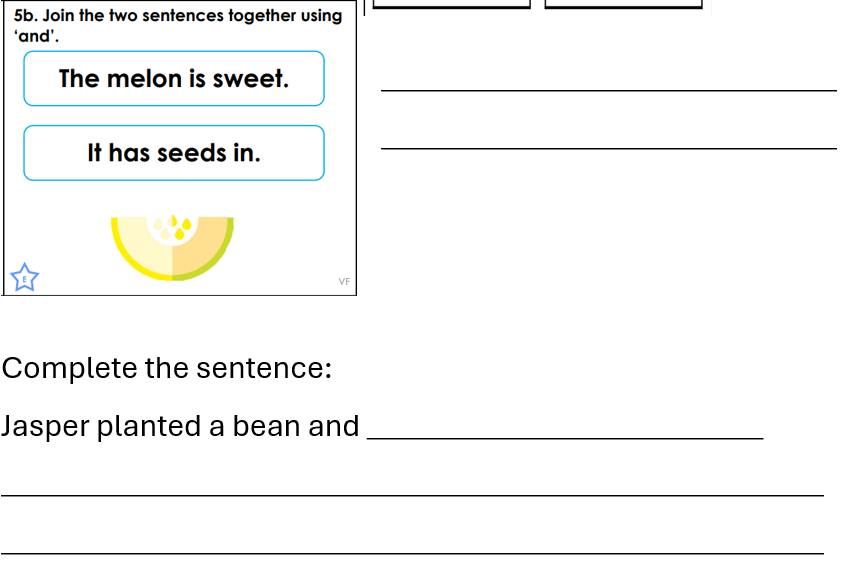 5b. Join the two sentences together using
‘and’.
The melon is sweet.
It has seeds in.
E
VF
Complete the sentence:
Jasper planted a bean and